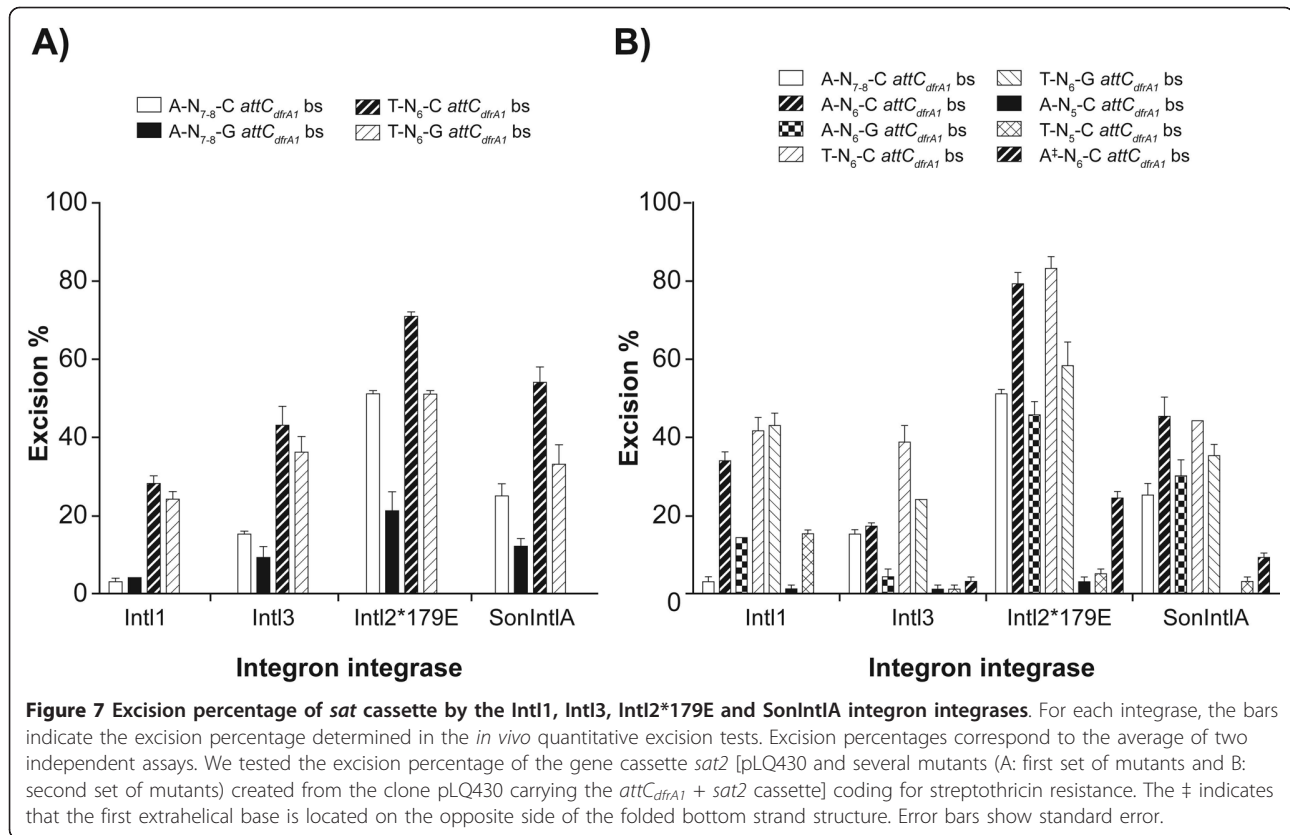 A)
A-N7-8-C attCdfrA1 bs
A-N7-8-G attCdfrA1 bs
T-N6-C attCdfrA1 bs
T-N6-G attCdfrA1 bs
Excision %
100
80
60
40
20
0
IntI1
IntI3
IntI2*179E
SonIntIA
Integron integrase
B)
A-N7-8-C attCdfrA1 bs
A-N6-C attCdfrA1 bs
A-N6-G attCdfrA1 bs
T-N6-C attCdfrA1 bs
T-N6-G attCdfrA1 bs
A-N5-C attCdfrA1 bs
T-N5-C attCdfrA1 bs
A‡-N6-C attCdfrA1 bs
Excision %
100
80
60
40
20
0
IntI1
IntI3
IntI2*179E
SonIntIA
Integron integrase
Figure 7 Excision percentage of sat cassette by the IntI1, IntI3, IntI2*179E and SonIntIA integron integrases. For each integrase, the bars
indicate the excision percentage determined in the in vivo quantitative excision tests. Excision percentages correspond to the average of two
independent assays. We tested the excision percentage of the gene cassette sat2 [pLQ430 and several mutants (A: first set of mutants and B:
second set of mutants) created from the clone pLQ430 carrying the attCdfrA1 + sat2 cassette] coding for streptothricin resistance. The ‡ indicates
that the first extrahelical base is located on the opposite side of the folded bottom strand structure. Error bars show standard error.